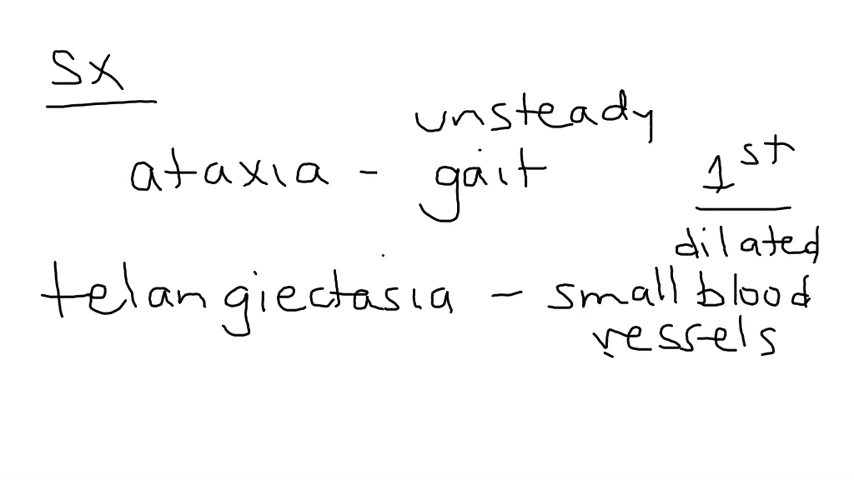 Sx
unsteady
ataxia - gait
1st
dilated
telangiectasia - small blood
vessels